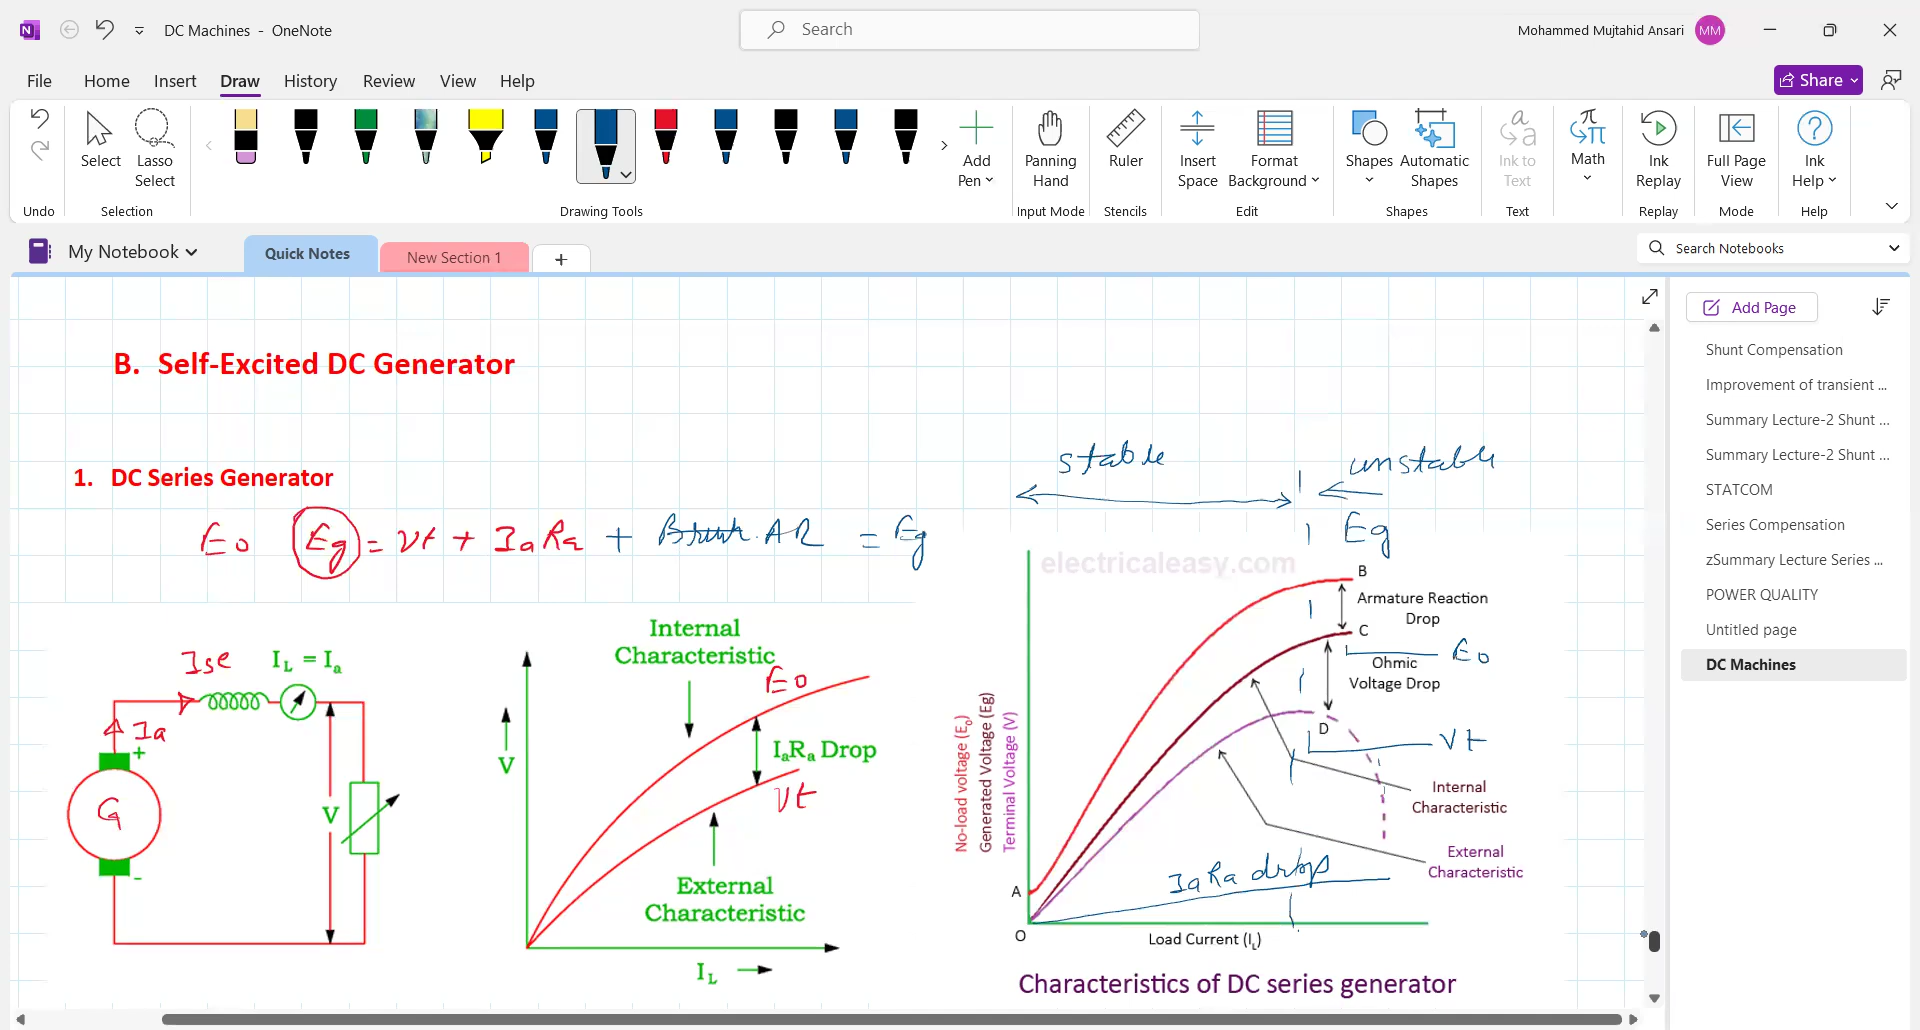 DC Machines - OneNote
Search
Mohammed Mujtahid Ansari MM
File Home Insert Draw History Review View Help
Share
Select
Lasso Select
Add Pen
Panning Hand
Ruler
Insert Space
Format Background
Shapes
Automatic Shapes
Ink to Text
Math
Ink Replay
Full Page View
Ink Help
Undo Selection Drawing Tools Input Mode Stencils Edit Shapes Text Replay Mode Help
My Notebook
Quick Notes
New Section 1
Search Notebooks
Add Page
Shunt Compensation
Improvement of transient ...
Summary Lecture-2 Shunt ...
Summary Lecture-2 Shunt ...
STATCOM
Series Compensation
zSummary Lecture Series ...
POWER QUALITY
Untitled page
DC Machines
B. Self-Excited DC Generator
1. DC Series Generator
stable unstable
Eo Eg = Vt + IaRa + Brush. AR = Eg
Eg
Ise
IL = Ia
Ia
+
G
-
V
Internal Characteristic
Eo
IaRa Drop
Vt
V
External Characteristic
IL
electricaleasy.com
B
Armature Reaction Drop
C
Eo
Ohmic Voltage Drop
D
Vt
No-load voltage (E0)
Generated Voltage (Eg)
Terminal Voltage (V)
Internal Characteristic
External Characteristic
IaRa drop
A
O
Load Current (IL)
Characteristics of DC series generator